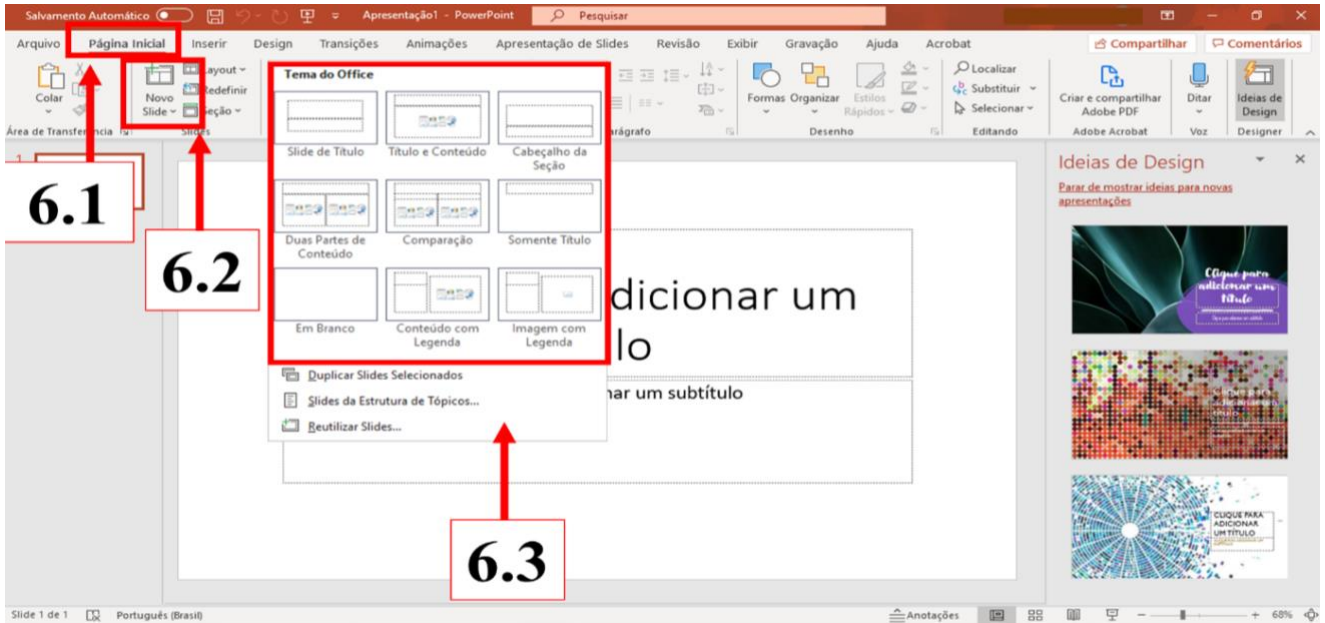 Salvamento Automático
Apresentação1 - PowerPoint
Pesquisar
Arquivo
Página Inicial
Inserir
Design
Transições
Animações
Apresentação de Slides
Revisão
Exibir
Gravação
Ajuda
Acrobat
Compartilhar
Comentários
Colar
Novo
Slide
Layout
Redefinir
Seção
Formas
Organizar
Estilos
Rápidos
Localizar
Substituir
Selecionar
Criar e compartilhar
Adobe PDF
Ditar
Ideias de
Design
Área de Transferência
Slides
Desenho
Editando
Adobe Acrobat
Voz
Designer
Tema do Office
Slide de Título
Título e Conteúdo
Cabeçalho da
Seção
Duas Partes de
Conteúdo
Comparação
Somente Título
Em Branco
Conteúdo com
Legenda
Imagem com
Legenda
Duplicar Slides Selecionados
Slides da Estrutura de Tópicos...
Reutilizar Slides...
1
6.1
6.2
6.3
dicionar um
lo
um subtítulo
Ideias de Design
Parar de mostrar ideias para novas
apresentações
Clique para
adicionar um
título
CLIQUE PARA
ADICIONAR
UM TÍTULO
Slide 1 de 1
Português (Brasil)
Anotações
68%